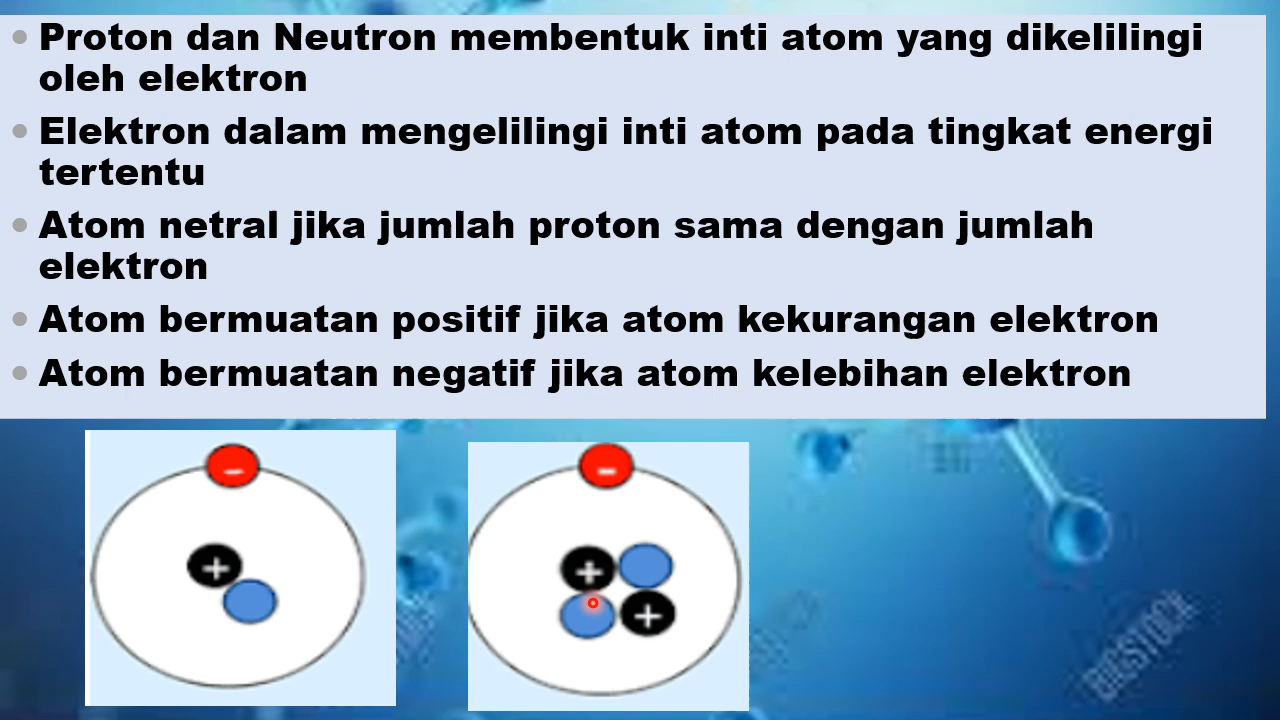 Proton dan Neutron membentuk inti atom yang dikelilingi
oleh elektron
Elektron dalam mengelilingi inti atom pada tingkat energi
tertentu
Atom netral jika jumlah proton sama dengan jumlah
elektron
Atom bermuatan positif jika atom kekurangan elektron
Atom bermuatan negatif jika atom kelebihan elektron
-
-
+
+
+
BIGSTOCK